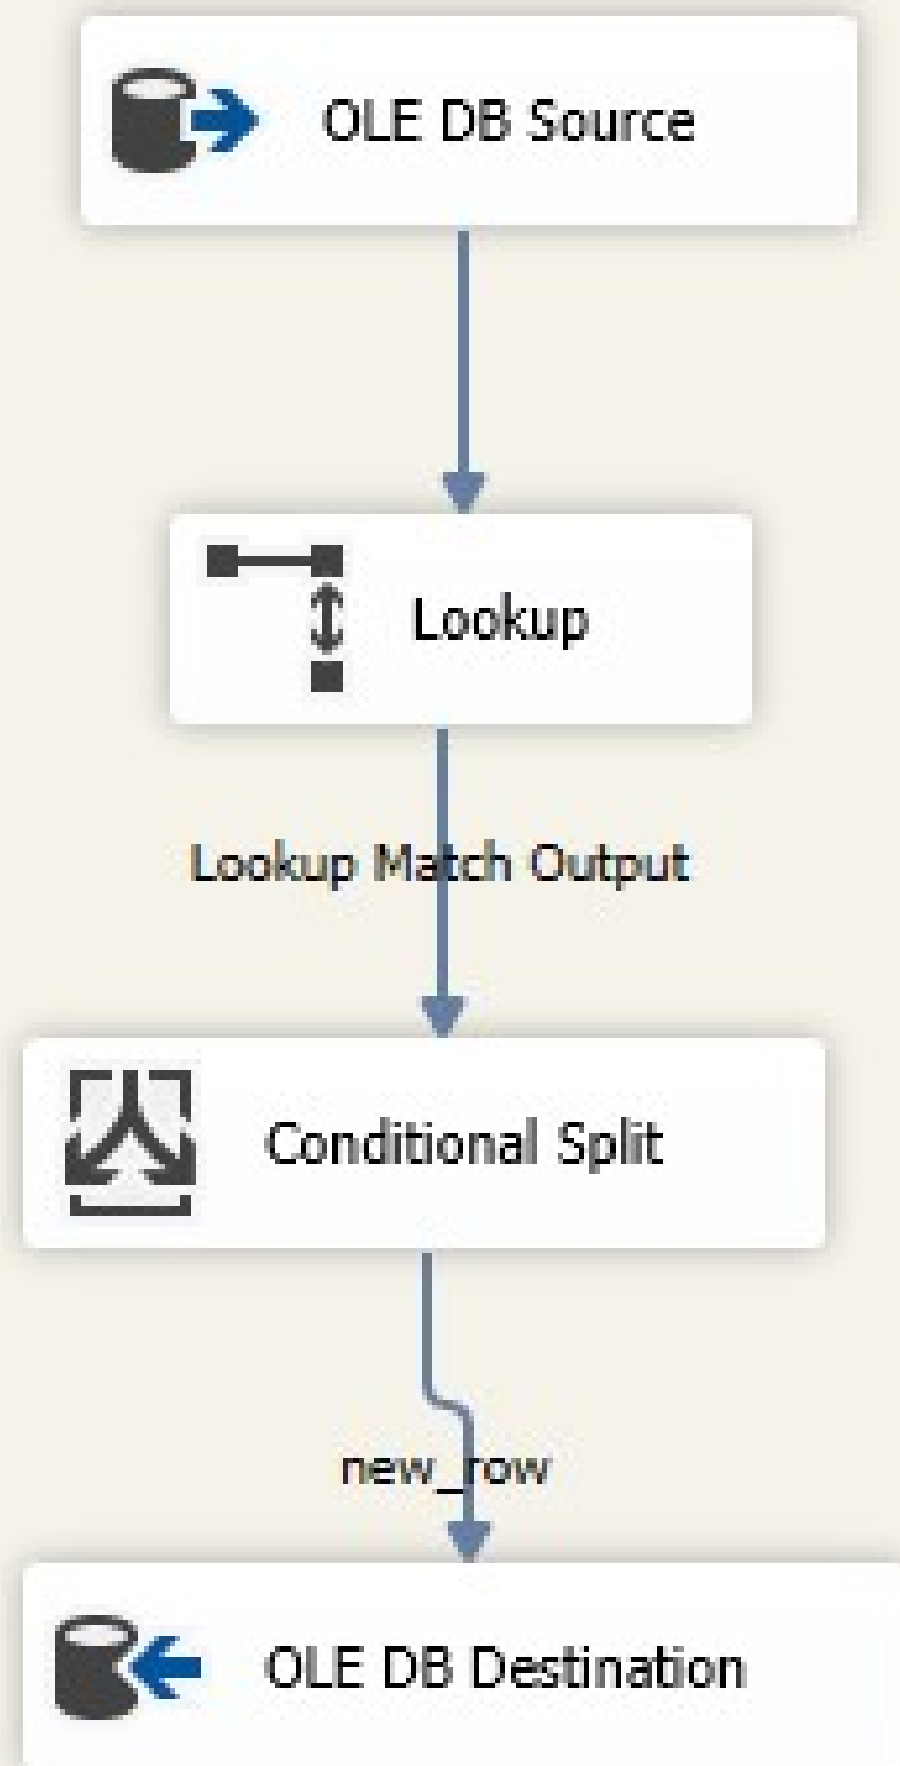 OLE DB Source
Lookup
Lookup Match Output
Conditional Split
new_row
OLE DB Destination